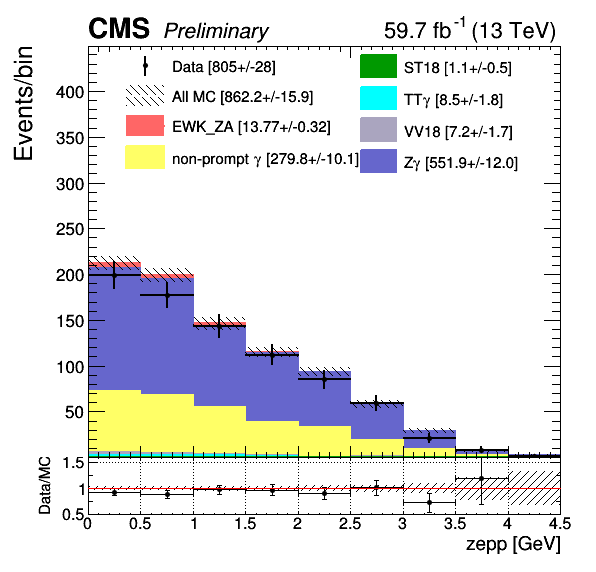 CMS Preliminary 59.7 fb⁻¹ (13 TeV)
Events/bin
Data [805+/-28]
All MC [862.2+/-15.9]
EWK_ZA [13.77+/-0.32]
non-prompt γ [279.8+/-10.1]
ST18 [1.1+/-0.5]
TTγ [8.5+/-1.8]
VV18 [7.2+/-1.7]
Zγ [551.9+/-12.0]
400
350
300
250
200
150
100
50
Data/MC
1.5
1
0.5
0 0.5 1 1.5 2 2.5 3 3.5 4 4.5
zepp [GeV]